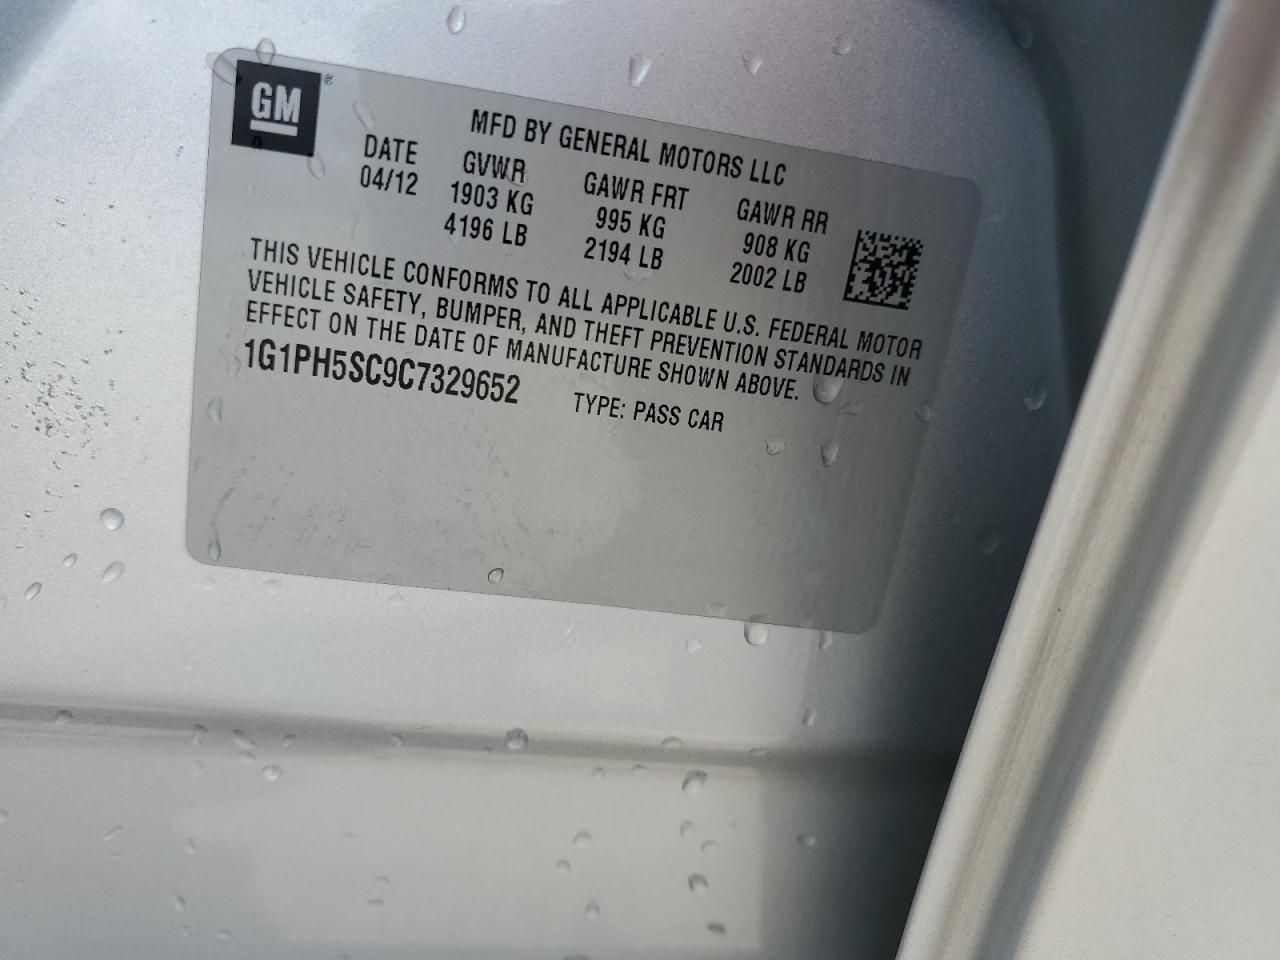 GM ®
MFD BY GENERAL MOTORS LLC
DATE GVWR GAWR FRT GAWR RR
04/12 1903 KG 995 KG 908 KG
4196 LB 2194 LB 2002 LB
THIS VEHICLE CONFORMS TO ALL APPLICABLE U.S. FEDERAL MOTOR
VEHICLE SAFETY, BUMPER, AND THEFT PREVENTION STANDARDS IN
EFFECT ON THE DATE OF MANUFACTURE SHOWN ABOVE.
1G1PH5SC9C7329652 TYPE: PASS CAR